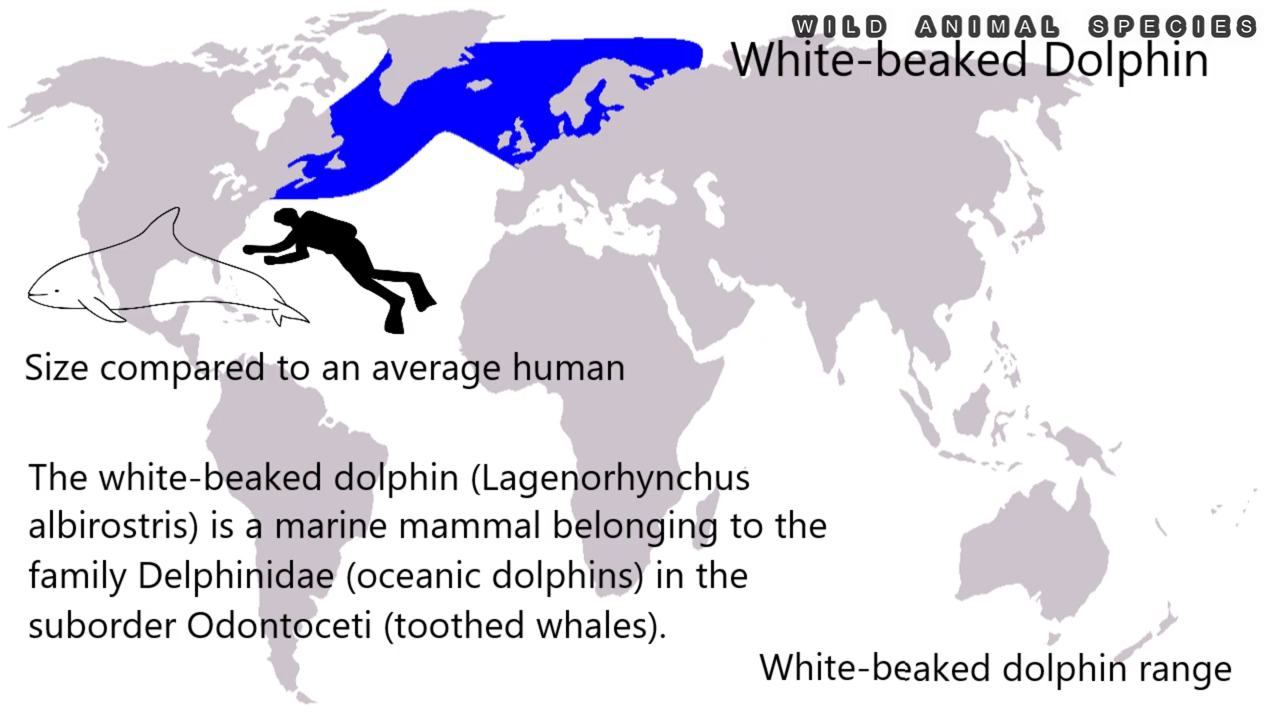 WILD ANIMAL SPECIES
White-beaked Dolphin
Size compared to an average human
The white-beaked dolphin (Lagenorhynchus
albirostris) is a marine mammal belonging to the
family Delphinidae (oceanic dolphins) in the
suborder Odontoceti (toothed whales).
White-beaked dolphin range